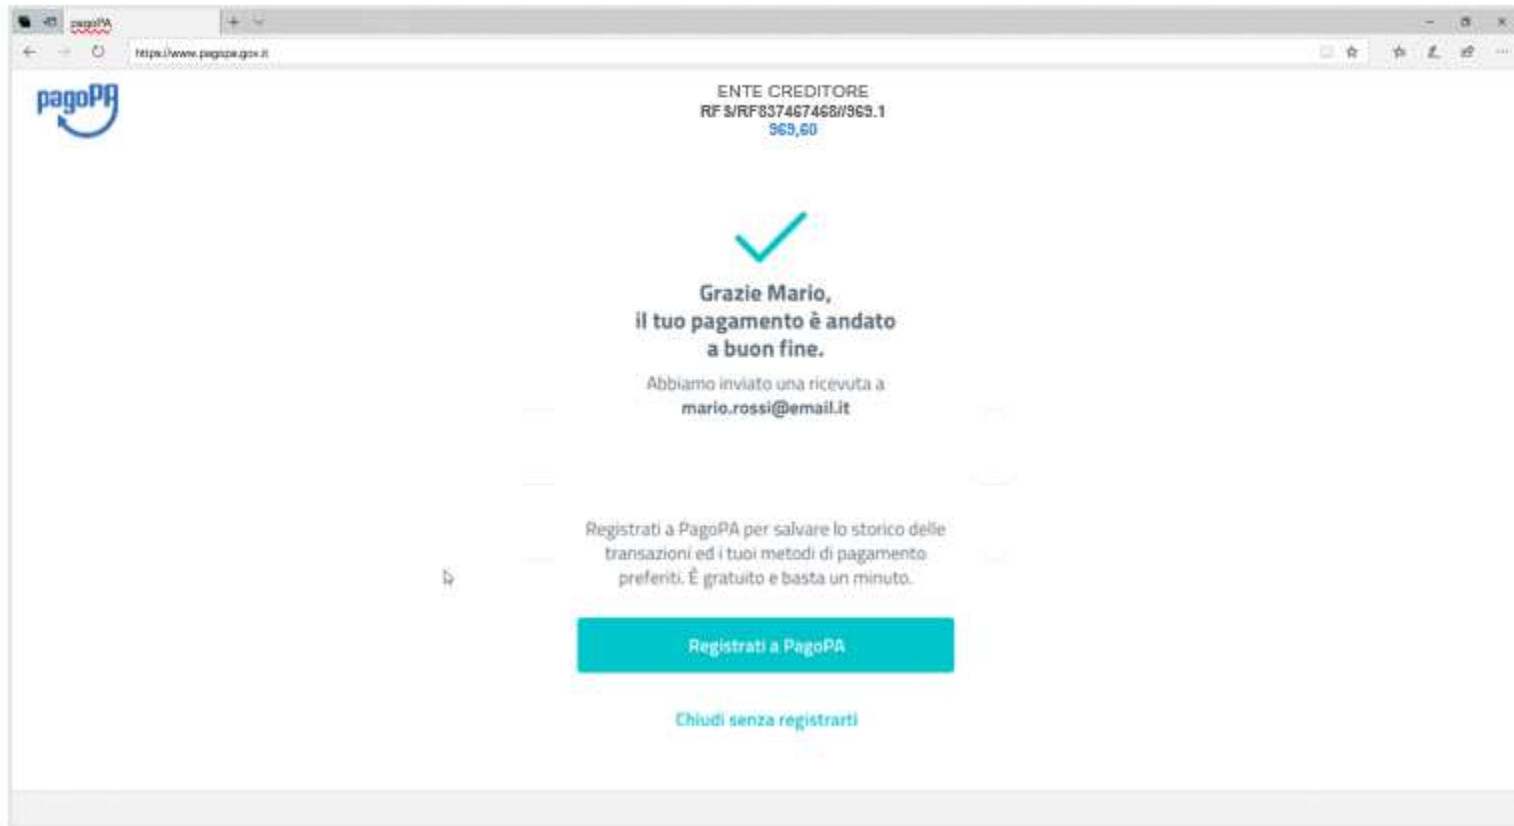 pagoPA
https://www.pagopa.gov.it
pagoPA
ENTE CREDITORE
RF S/RF837467468//969.1
969,60
Grazie Mario,
il tuo pagamento è andato
a buon fine.
Abbiamo inviato una ricevuta a
mario.rossi@email.it
Registrati a PagoPA per salvare lo storico delle
transazioni ed i tuoi metodi di pagamento
preferiti. È gratuito e basta un minuto.
Registrati a PagoPA
Chiudi senza registrarti